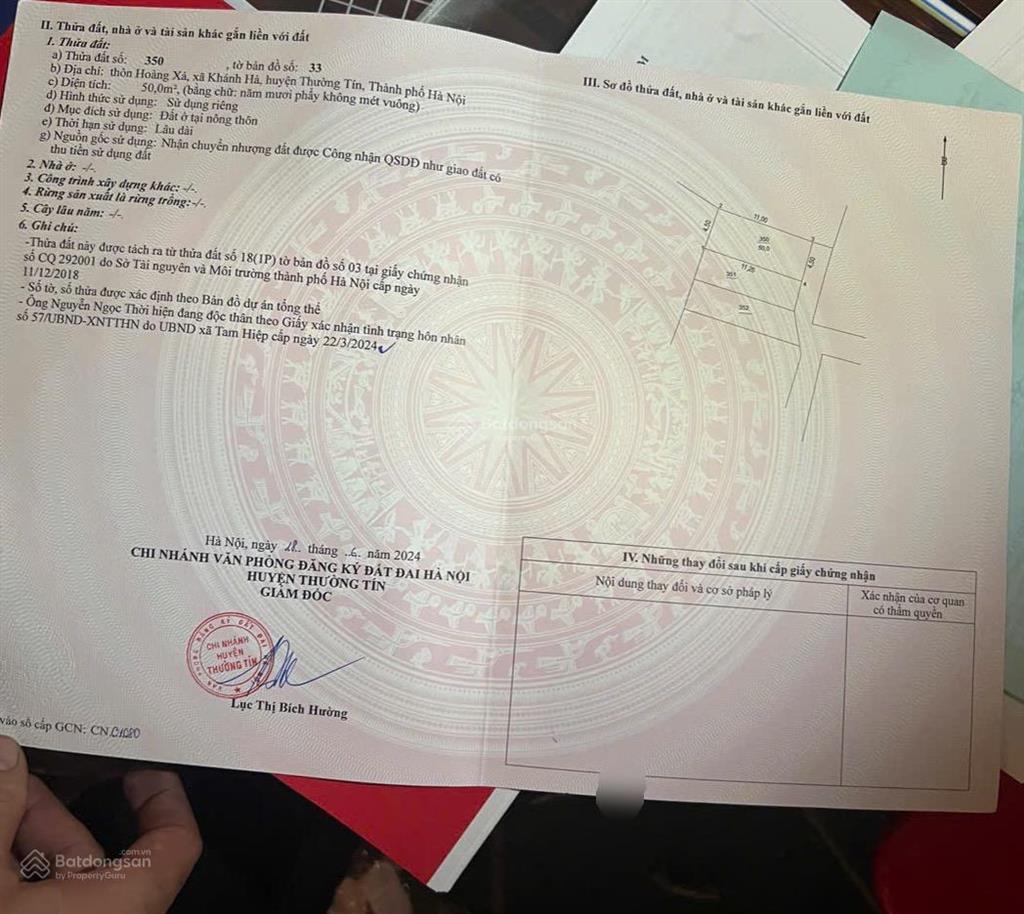 II. Thửa đất, nhà ở và tài sản khác gắn liền với đất
1. Thửa đất:
a) Thửa đất số: 350 , tờ bản đồ số: 33
b) Địa chỉ: thôn Hoàng Xá, xã Khánh Hà, huyện Thường Tín, Thành phố Hà Nội
c) Diện tích: 50,0m², (bằng chữ: năm mươi phẩy không mét vuông)
d) Hình thức sử dụng: Sử dụng riêng
đ) Mục đích sử dụng: Đất ở tại nông thôn
e) Thời hạn sử dụng: Lâu dài
g) Nguồn gốc sử dụng: Nhận chuyển nhượng đất được Công nhận QSDĐ như giao đất có
thu tiền sử dụng đất
2. Nhà ở: -/-.
3. Công trình xây dựng khác: -/-.
4. Rừng sản xuất là rừng trồng:-/-.
5. Cây lâu năm: -/-.
6. Ghi chú:
-Thửa đất này được tách ra từ thửa đất số 18(1P) tờ bản đồ số 03 tại giấy chứng nhận
số CQ 292001 do Sở Tài nguyên và Môi trường thành phố Hà Nội cấp ngày
11/12/2018
- Số tờ, số thửa được xác định theo Bản đồ dự án tổng thể
- Ông Nguyễn Ngọc Thời hiện đang độc thân theo Giấy xác nhận tình trạng hôn nhân
số 57/UBND-XNTTHN do UBND xã Tam Hiệp cấp ngày 22/3/2024
Hà Nội, ngày 28 tháng 6 năm 2024
CHI NHÁNH VĂN PHÒNG ĐĂNG KÝ ĐẤT ĐAI HÀ NỘI
HUYỆN THƯỜNG TÍN
GIÁM ĐỐC
VĂN PHÒNG ĐĂNG KÝ ĐẤT ĐAI
CHI NHÁNH
HUYỆN
THƯỜNG TÍN
Lục Thị Bích Hường
vào sổ cấp GCN: CN
III. Sơ đồ thửa đất, nhà ở và tài sản khác gắn liền với đất
B
2
11,00
3
4,50
350
50,0
4,50
1
11,20
4
351
352
IV. Những thay đổi sau khi cấp giấy chứng nhận
Nội dung thay đổi và cơ sở pháp lý
Xác nhận của cơ quan
có thẩm quyền
Batdongsan
Batdongsan.com.vn
by PropertyGuru